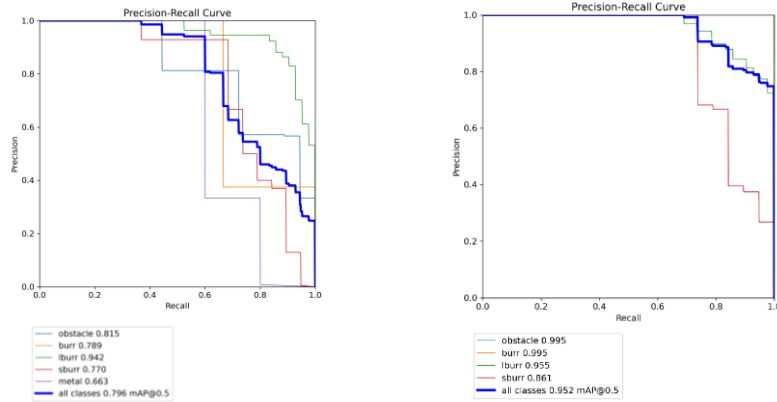 Precision-Recall Curve
1.0
0.8
0.6
0.4
0.2
0.0
Precision
0.0 0.2 0.4 0.6 0.8 1.0
Recall
obstacle 0.815
burr 0.789
lburr 0.942
sburr 0.770
metal 0.663
all classes 0.796 mAP@0.5
Precision-Recall Curve
1.0
0.8
0.6
0.4
0.2
0.0
Precision
0.0 0.2 0.4 0.6 0.8 1.0
Recall
obstacle 0.995
burr 0.995
lburr 0.955
sburr 0.861
all classes 0.952 mAP@0.5